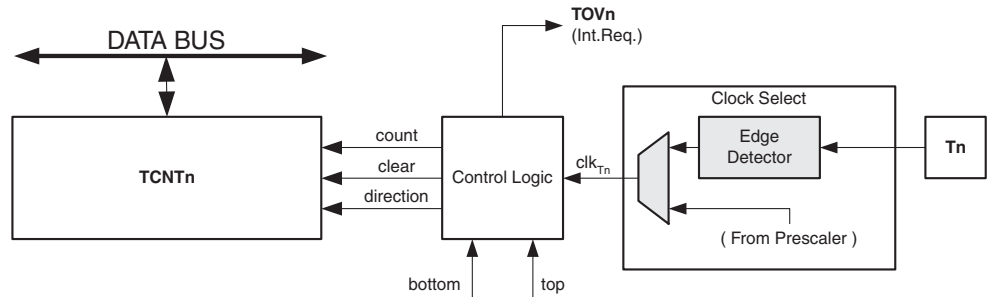 TOVn
(Int.Req.)
DATA BUS
Clock Select
TCNTn
count
clear
direction
Control Logic
clkTn
Edge
Detector
Tn
( From Prescaler )
bottom
top